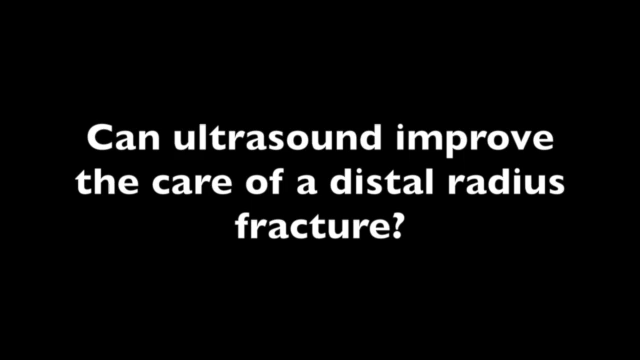 Can ultrasound improve
the care of a distal radius
fracture?